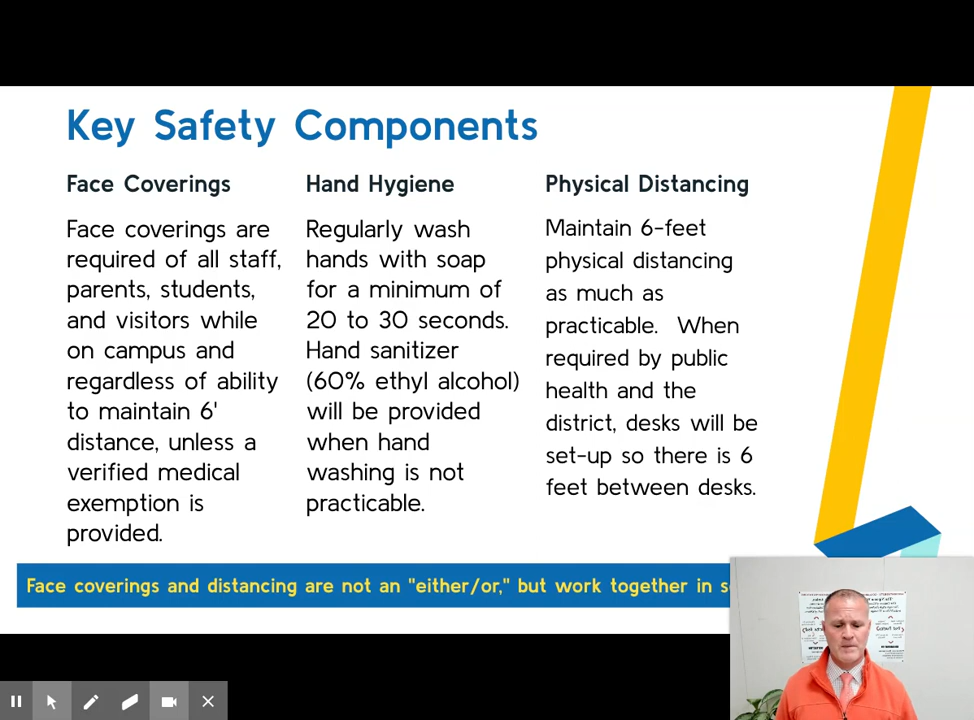 Key Safety Components
Face Coverings
Face coverings are
required of all staff,
parents, students,
and visitors while
on campus and
regardless of ability
to maintain 6'
distance, unless a
verified medical
exemption is
provided.
Hand Hygiene
Regularly wash
hands with soap
for a minimum of
20 to 30 seconds.
Hand sanitizer
(60% ethyl alcohol)
will be provided
when hand
washing is not
practicable.
Physical Distancing
Maintain 6-feet
physical distancing
as much as
practicable.  When
required by public
health and the
district, desks will be
set-up so there is 6
feet between desks.
Face coverings and distancing are not an "either/or," but work together in